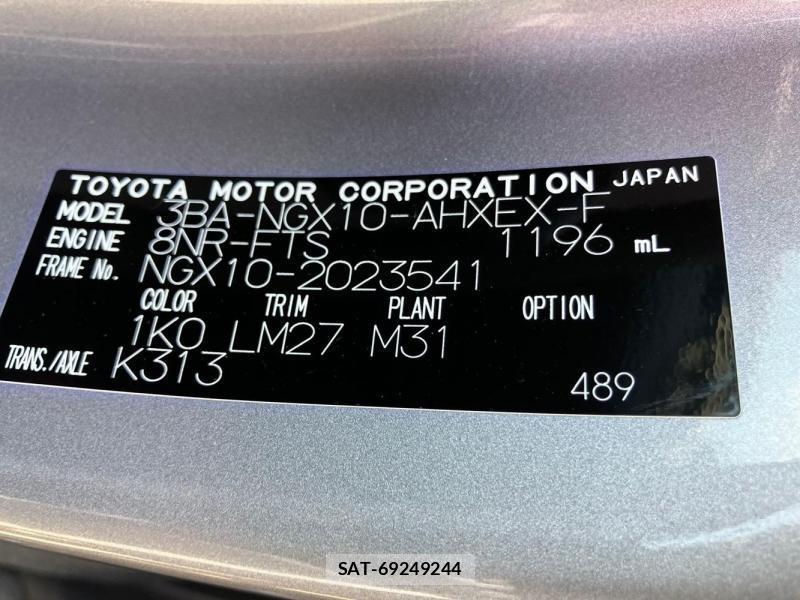 TOYOTA MOTOR CORPORATION JAPAN
MODEL 3BA-NGX10-AHXEX-F
ENGINE 8NR-FTS 1196 mL
FRAME No. NGX10-2023541
COLOR TRIM PLANT OPTION
1K0 LM27 M31
TRANS./AXLE K313
489
SAT-69249244